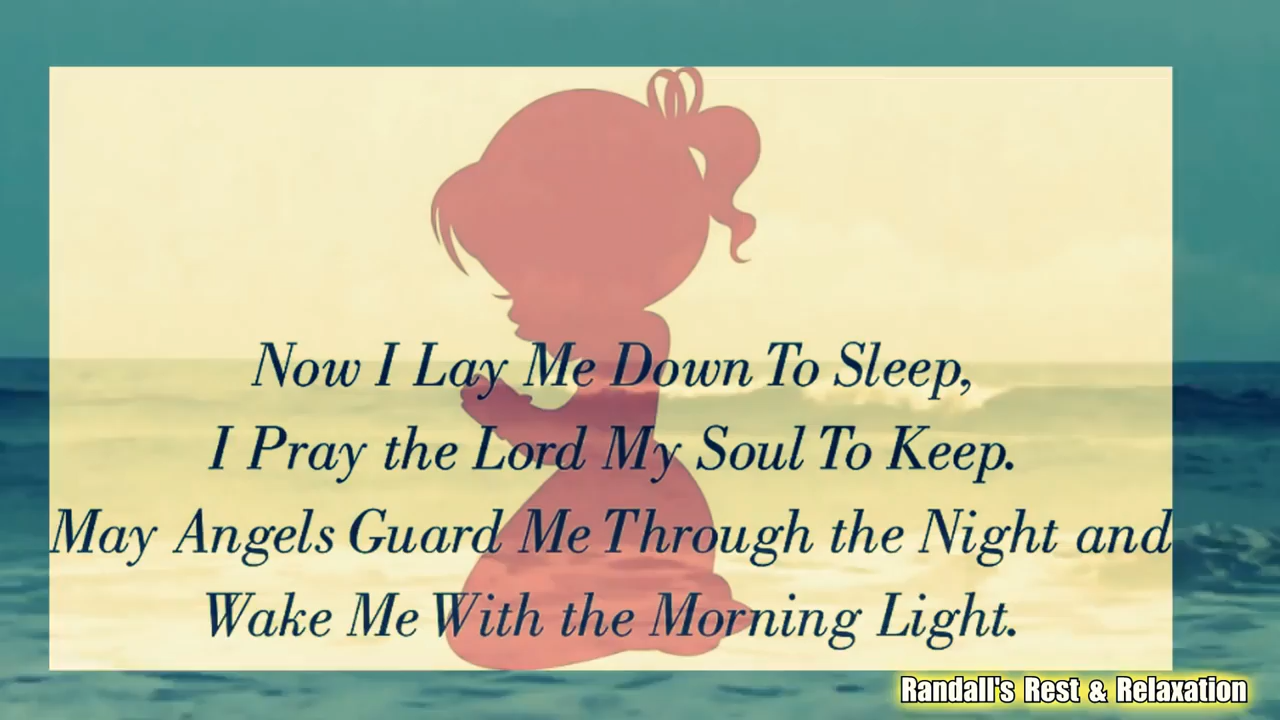 Now I Lay Me Down To Sleep,
I Pray the Lord My Soul To Keep.
May Angels Guard Me Through the Night and
Wake Me With the Morning Light.
Randall's Rest & Relaxation